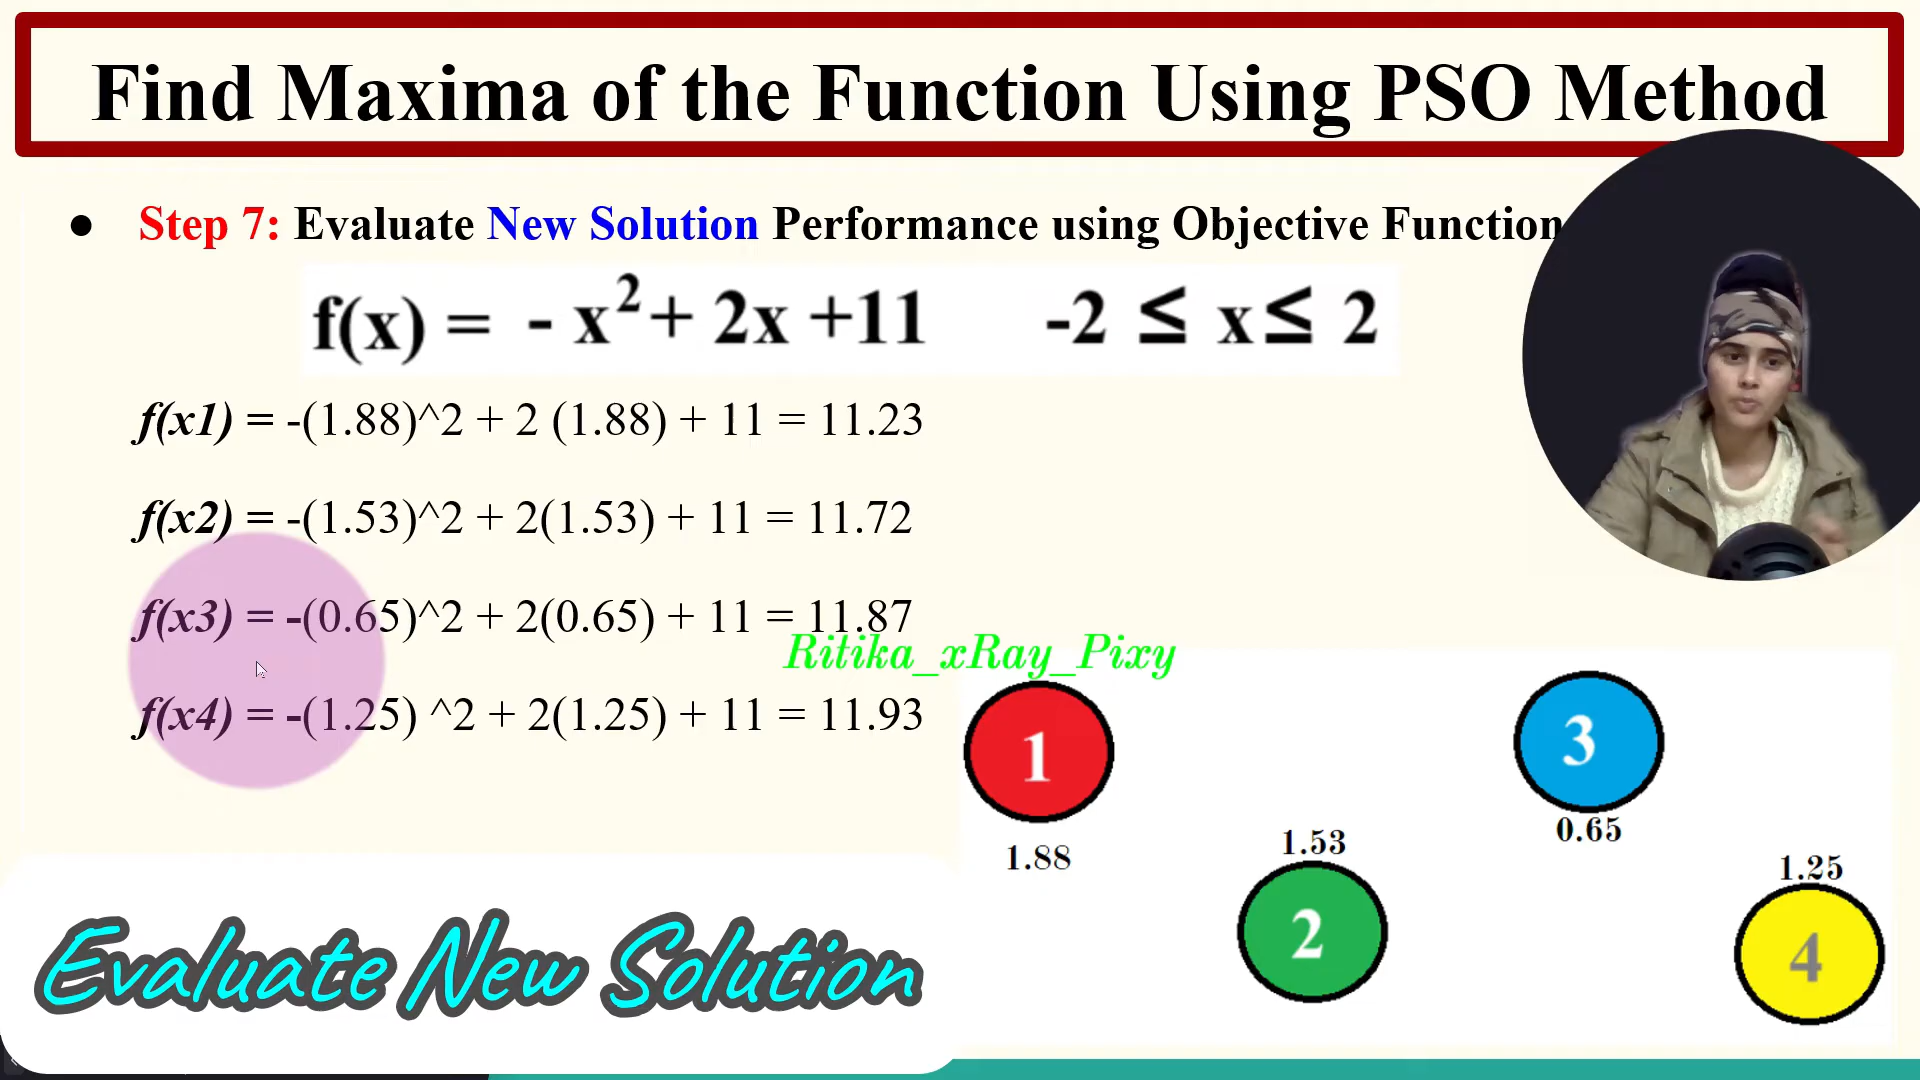 Find Maxima of the Function Using PSO Method
● Step 7: Evaluate New Solution Performance using Objective Function
f(x) = - x² + 2x +11 -2 ≤ x ≤ 2
f(x1) = -(1.88)^2 + 2 (1.88) + 11 = 11.23
f(x2) = -(1.53)^2 + 2(1.53) + 11 = 11.72
f(x3) = -(0.65)^2 + 2(0.65) + 11 = 11.87
Ritika_xRay_Pixy
f(x4) = -(1.25) ^2 + 2(1.25) + 11 = 11.93
1
1.88
1.53
2
3
0.65
1.25
4
Evaluate New Solution